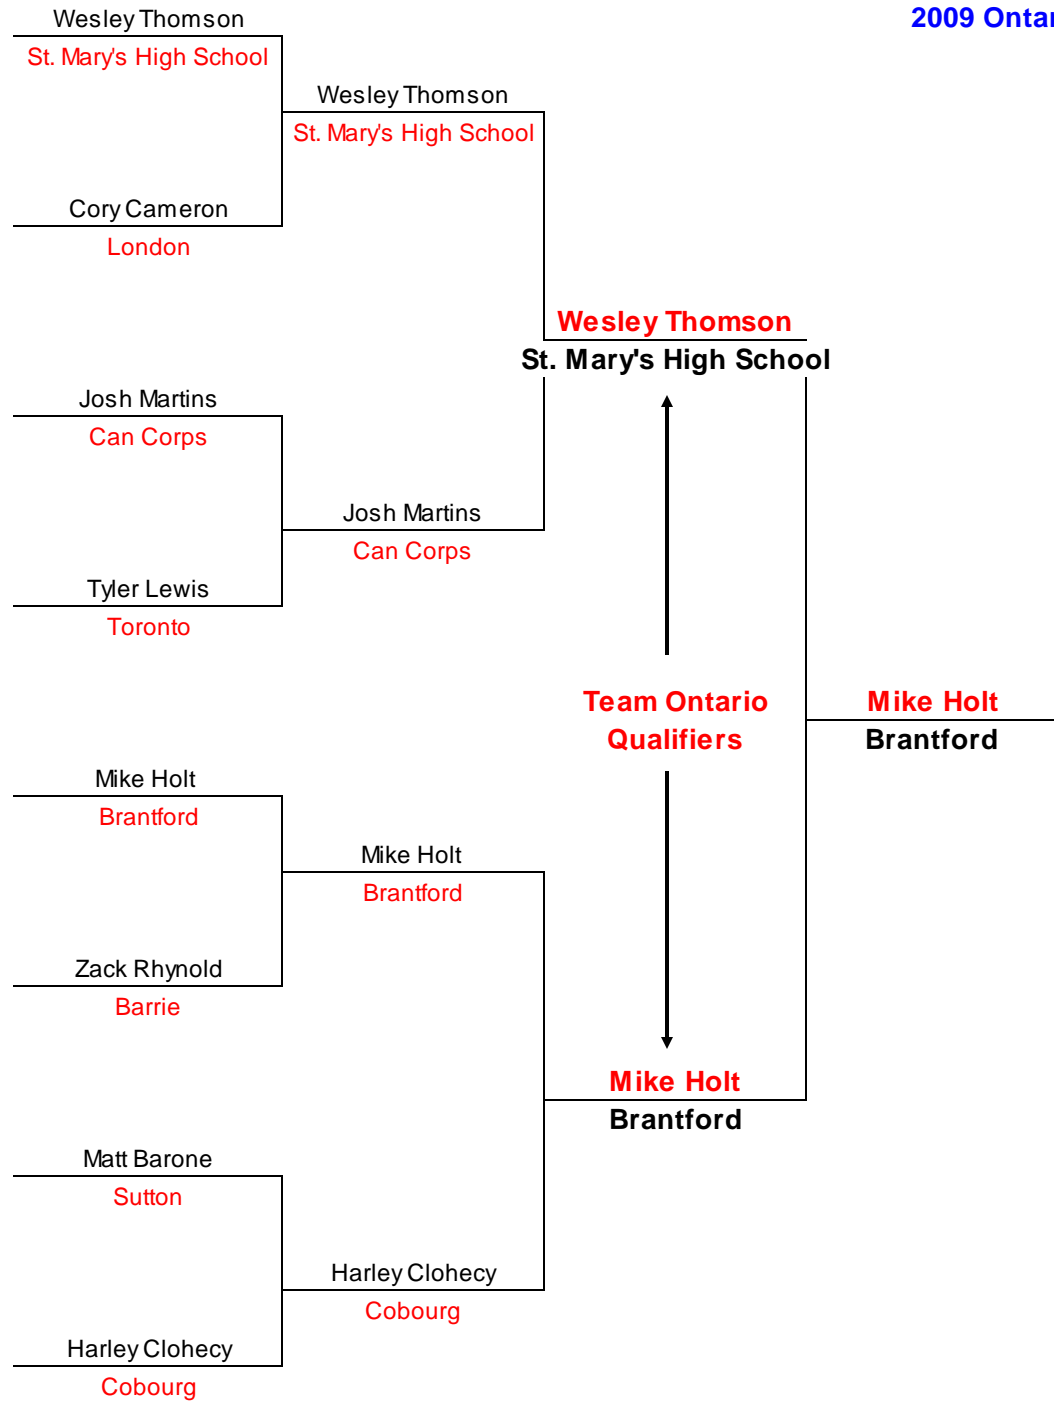 Wesley Thomson
2009 Ontar
St. Mary's High School
Wesley Thomson
St. Mary's High School
Cory Cameron
London
Wesley Thomson
St. Mary's High School
Josh Martins
Can Corps
Josh Martins
Can Corps
Tyler Lewis
Toronto
Team Ontario
Qualifiers
Mike Holt
Brantford
Mike Holt
Brantford
Mike Holt
Brantford
Zack Rhynold
Barrie
Mike Holt
Brantford
Matt Barone
Sutton
Harley Clohecy
Cobourg
Harley Clohecy
Cobourg